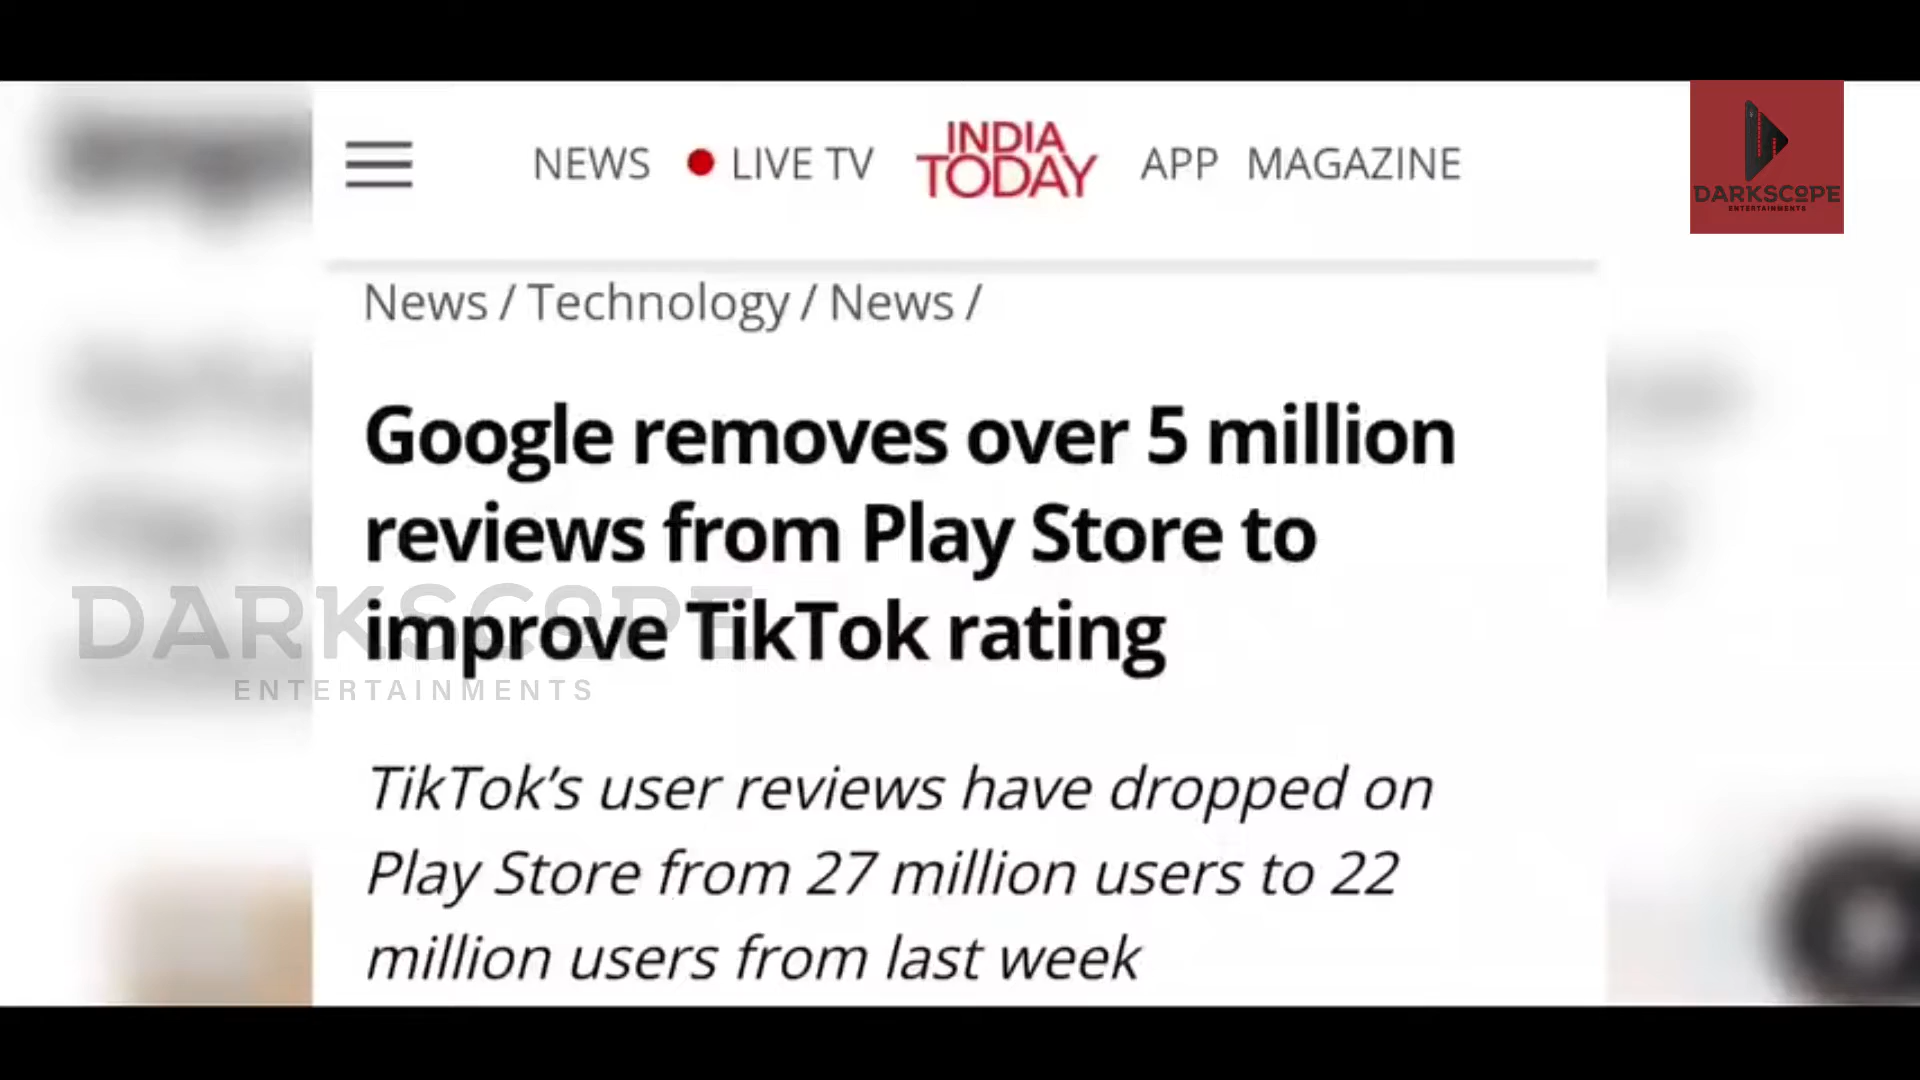 NEWS LIVE TV INDIA TODAY APP MAGAZINE
DARKSCOPE
ENTERTAINMENTS
News / Technology / News /
Google removes over 5 million
reviews from Play Store to
improve TikTok rating
DARKSCOPE
ENTERTAINMENTS
TikTok’s user reviews have dropped on
Play Store from 27 million users to 22
million users from last week